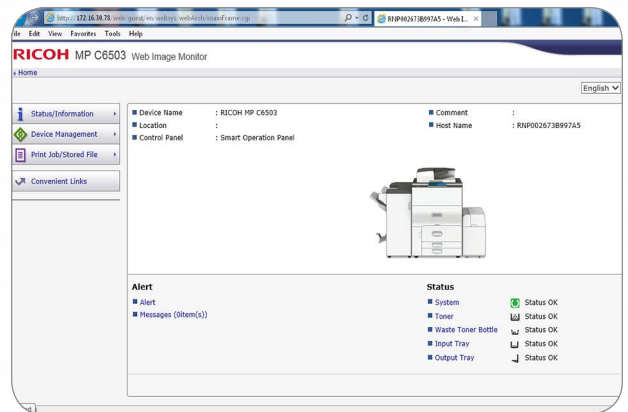 http://172.16.30.78/web/guest/en/websys/webArch/mainFrame.cgi
RNP002673B997A5 - Web I...
File Edit View Favorites Tools Help
RICOH MP C6503 Web Image Monitor
Home
English
Status/Information
Device Management
Print Job/Stored File
Convenient Links
Device Name : RICOH MP C6503
Location :
Control Panel : Smart Operation Panel
Comment :
Host Name : RNP002673B997A5
Alert
Alert
Messages (0item(s))
Status
System Status OK
Toner Status OK
Waste Toner Bottle Status OK
Input Tray Status OK
Output Tray Status OK